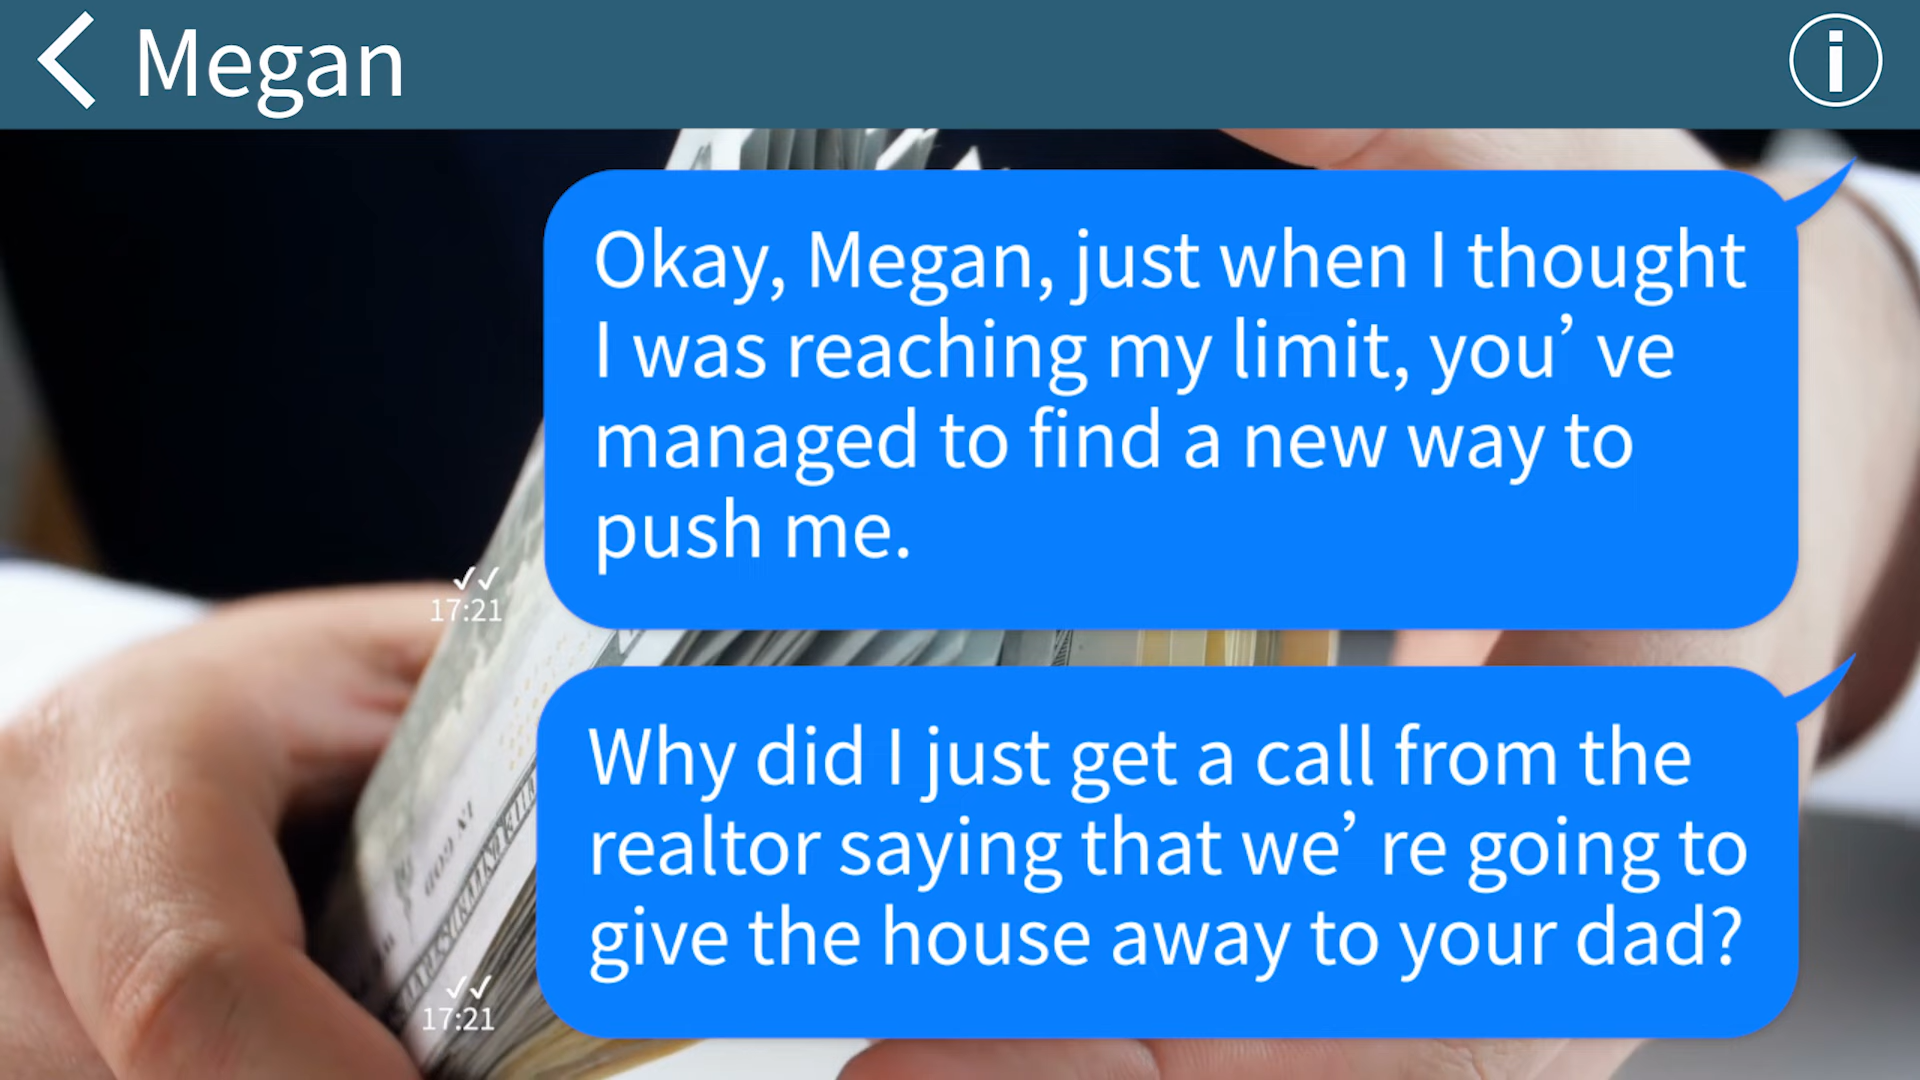 Megan
Okay, Megan, just when I thought
I was reaching my limit, you’ ve
managed to find a new way to
push me.
17:21
Why did I just get a call from the
realtor saying that we’ re going to
give the house away to your dad?
17:21